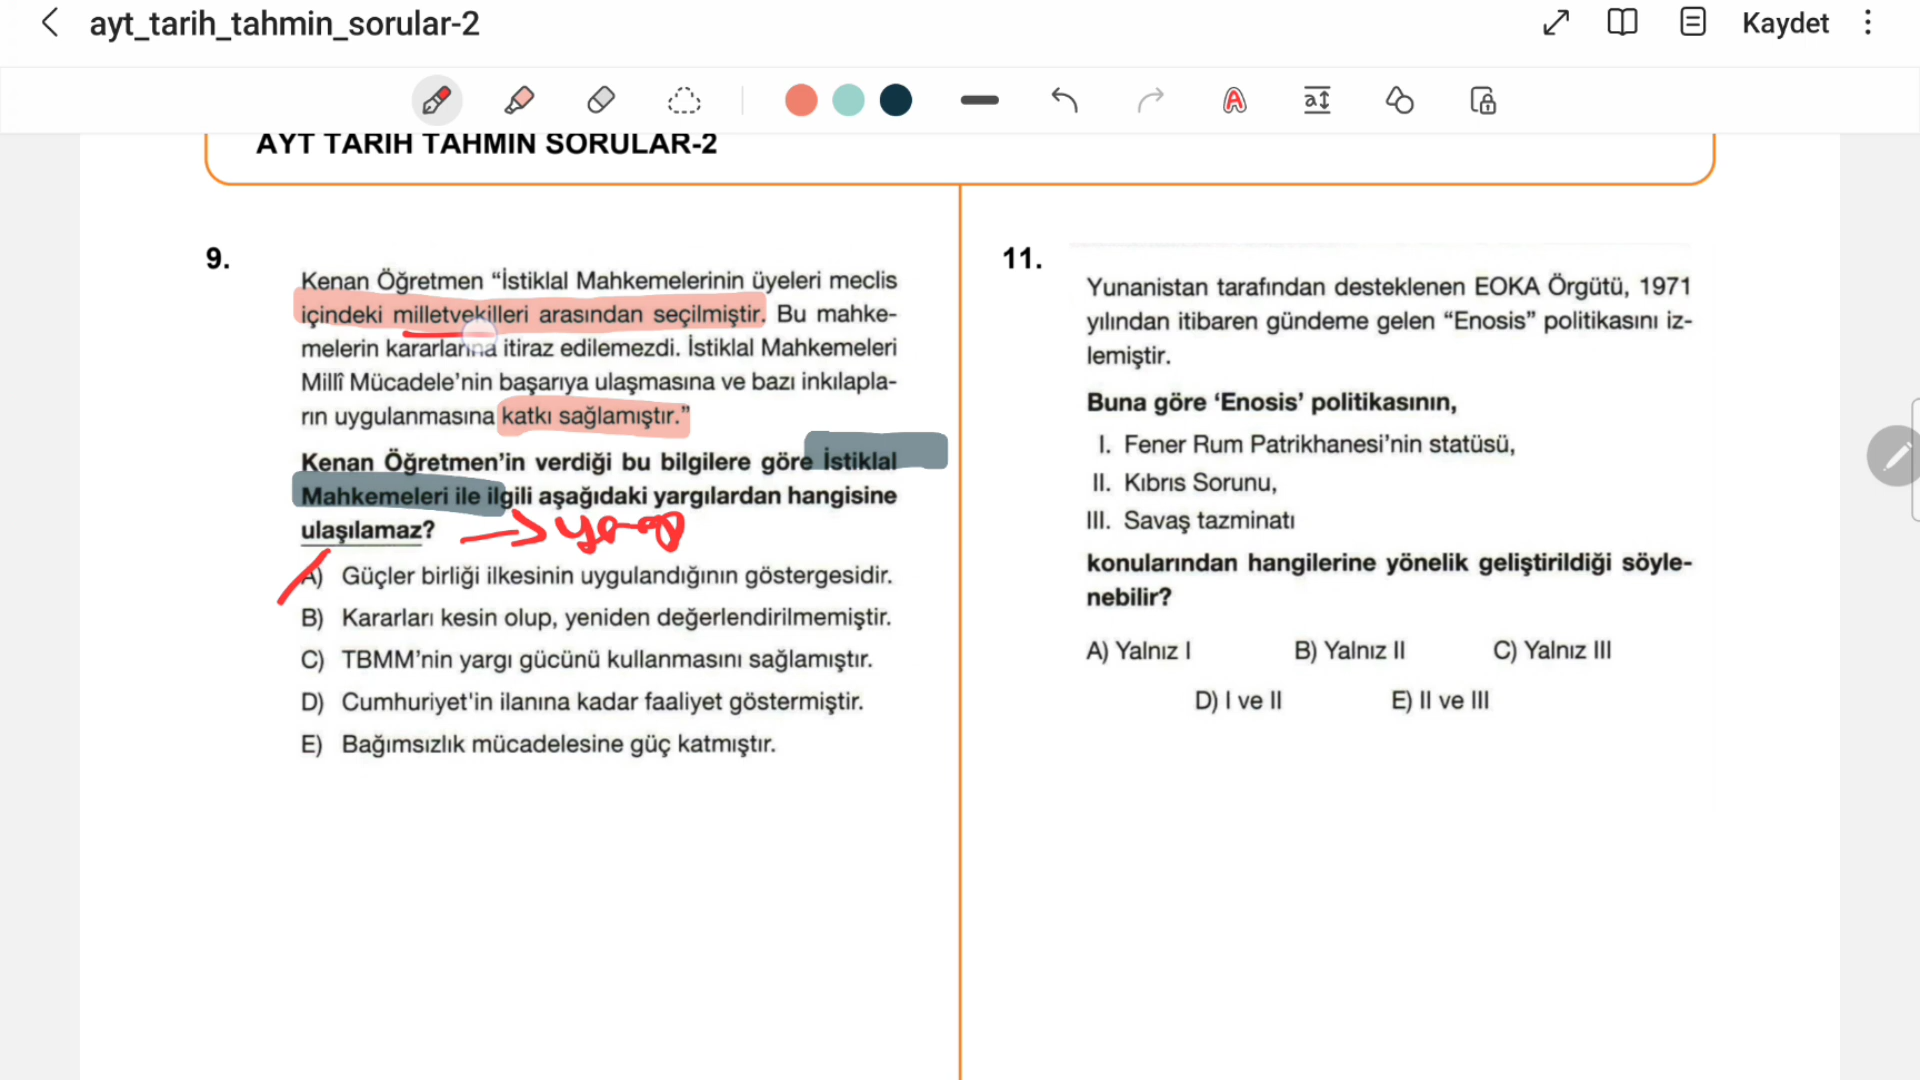 ayt_tarih_tahmin_sorular-2
Kaydet
AYT TARİH TAHMİN SORULAR-2
9.
Kenan Öğretmen “İstiklal Mahkemelerinin üyeleri meclis
içindeki milletvekilleri arasından seçilmiştir. Bu mahke-
melerin kararlarına itiraz edilemezdi. İstiklal Mahkemeleri
Millî Mücadele’nin başarıya ulaşmasına ve bazı inkılapla-
rın uygulanmasına katkı sağlamıştır.”
Kenan Öğretmen’in verdiği bu bilgilere göre İstiklal
Mahkemeleri ile ilgili aşağıdaki yargılardan hangisine
ulaşılamaz?
A) Güçler birliği ilkesinin uygulandığının göstergesidir.
B) Kararları kesin olup, yeniden değerlendirilmemiştir.
C) TBMM’nin yargı gücünü kullanmasını sağlamıştır.
D) Cumhuriyet'in ilanına kadar faaliyet göstermiştir.
E) Bağımsızlık mücadelesine güç katmıştır.
11.
Yunanistan tarafından desteklenen EOKA Örgütü, 1971
yılından itibaren gündeme gelen “Enosis” politikasını iz-
lemiştir.
Buna göre ‘Enosis’ politikasının,
I. Fener Rum Patrikhanesi’nin statüsü,
II. Kıbrıs Sorunu,
III. Savaş tazminatı
konularından hangilerine yönelik geliştirildiği söyle-
nebilir?
A) Yalnız I B) Yalnız II C) Yalnız III
D) I ve II E) II ve III